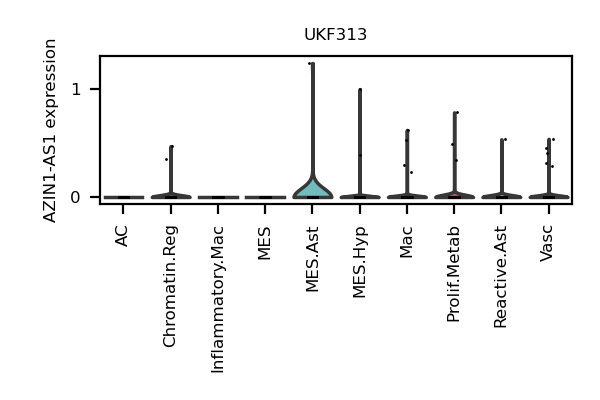 UKF313
AZIN1-AS1 expression
1
0
AC
Chromatin.Reg
Inflammatory.Mac
MES
MES.Ast
MES.Hyp
Mac
Prolif.Metab
Reactive.Ast
Vasc